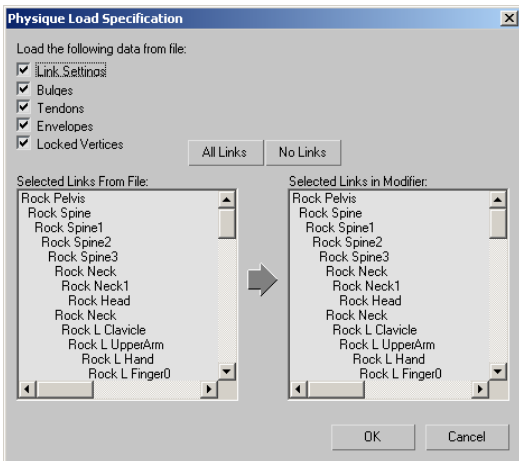 Physique Load Specification
Load the following data from file:
Link Settings
Bulges
Tendons
Envelopes
Locked Vertices
All Links
No Links
Selected Links From File:
Rock Pelvis
Rock Spine
Rock Spine1
Rock Spine2
Rock Spine3
Rock Neck
Rock Neck1
Rock Head
Rock Neck
Rock L Clavicle
Rock L UpperArm
Rock L Hand
Rock L Finger0
Selected Links in Modifier:
Rock Pelvis
Rock Spine
Rock Spine1
Rock Spine2
Rock Spine3
Rock Neck
Rock Neck1
Rock Head
Rock Neck
Rock L Clavicle
Rock L UpperArm
Rock L Hand
Rock L Finger0
OK
Cancel